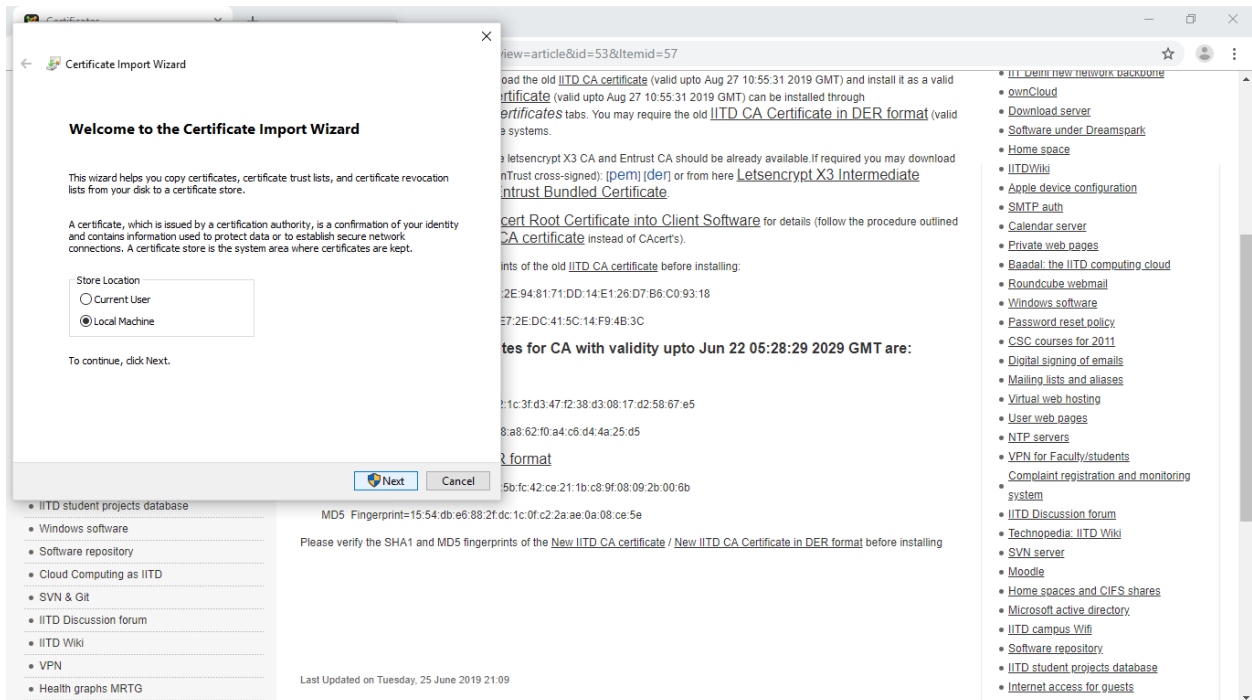 Certificates
Certificate Import Wizard
Welcome to the Certificate Import Wizard
This wizard helps you copy certificates, certificate trust lists, and certificate revocation
lists from your disk to a certificate store.
A certificate, which is issued by a certification authority, is a confirmation of your identity
and contains information used to protect data or to establish secure network
connections. A certificate store is the system area where certificates are kept.
Store Location
Current User
Local Machine
To continue, click Next.
Next
Cancel
view=article&id=53&Itemid=57
oad the old IITD CA certificate (valid upto Aug 27 10:55:31 2019 GMT) and install it as a valid
ertificate (valid upto Aug 27 10:55:31 2019 GMT) can be installed through
ertificates tabs. You may require the old IITD CA Certificate in DER format (valid
e systems.
e letsencrypt X3 CA and Entrust CA should be already available.If required you may download
nTrust cross-signed): [pem] [der] or from here Letsencrypt X3 Intermediate
Entrust Bundled Certificate.
cert Root Certificate into Client Software for details (follow the procedure outlined
CA certificate instead of CAcert's).
ints of the old IITD CA certificate before installing:
:2E:94:81:71:DD:14:E1:26:D7:B6:C0:93:18
E7:2E:DC:41:5C:14:F9:4B:3C
tes for CA with validity upto Jun 22 05:28:29 2029 GMT are:
:1c:3f:d3:47:f2:38:d3:08:17:d2:58:67:e5
:a8:62:f0:a4:c6:d4:4a:25:d5
R format
:5b:fc:42:ce:21:1b:c8:9f:08:09:2b:00:6b
MD5 Fingerprint=15:54:db:e6:88:2f:dc:1c:0f:c2:2a:ae:0a:08:ce:5e
Please verify the SHA1 and MD5 fingerprints of the New IITD CA certificate / New IITD CA Certificate in DER format before installing
Last Updated on Tuesday, 25 June 2019 21:09
IITD student projects database
Windows software
Software repository
Cloud Computing as IITD
SVN & Git
IITD Discussion forum
IITD Wiki
VPN
Health graphs MRTG
IIT Delhi new network backbone
ownCloud
Download server
Software under Dreamspark
Home space
IITDWiki
Apple device configuration
SMTP auth
Calendar server
Private web pages
Baadal: the IITD computing cloud
Roundcube webmail
Windows software
Password reset policy
CSC courses for 2011
Digital signing of emails
Mailing lists and aliases
Virtual web hosting
User web pages
NTP servers
VPN for Faculty/students
Complaint registration and monitoring
system
IITD Discussion forum
Technopedia: IITD Wiki
SVN server
Moodle
Home spaces and CIFS shares
Microsoft active directory
IITD campus Wifi
Software repository
IITD student projects database
Internet access for guests